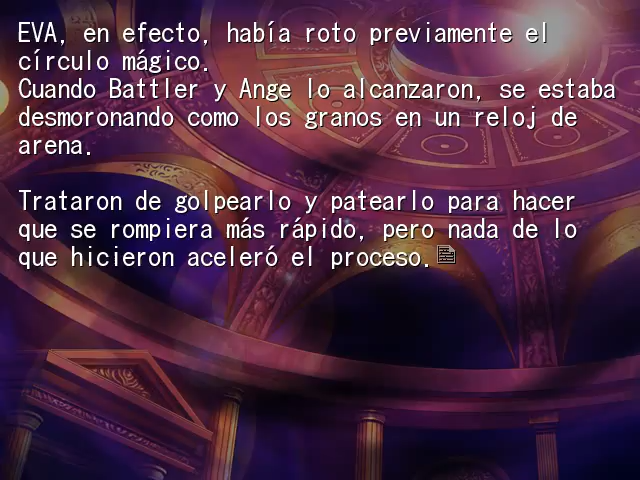 EVA, en efecto, había roto previamente el
círculo mágico.
Cuando Battler y Ange lo alcanzaron, se estaba
desmoronando como los granos en un reloj de
arena.
Trataron de golpearlo y patearlo para hacer
que se rompiera más rápido, pero nada de lo
que hicieron aceleró el proceso.